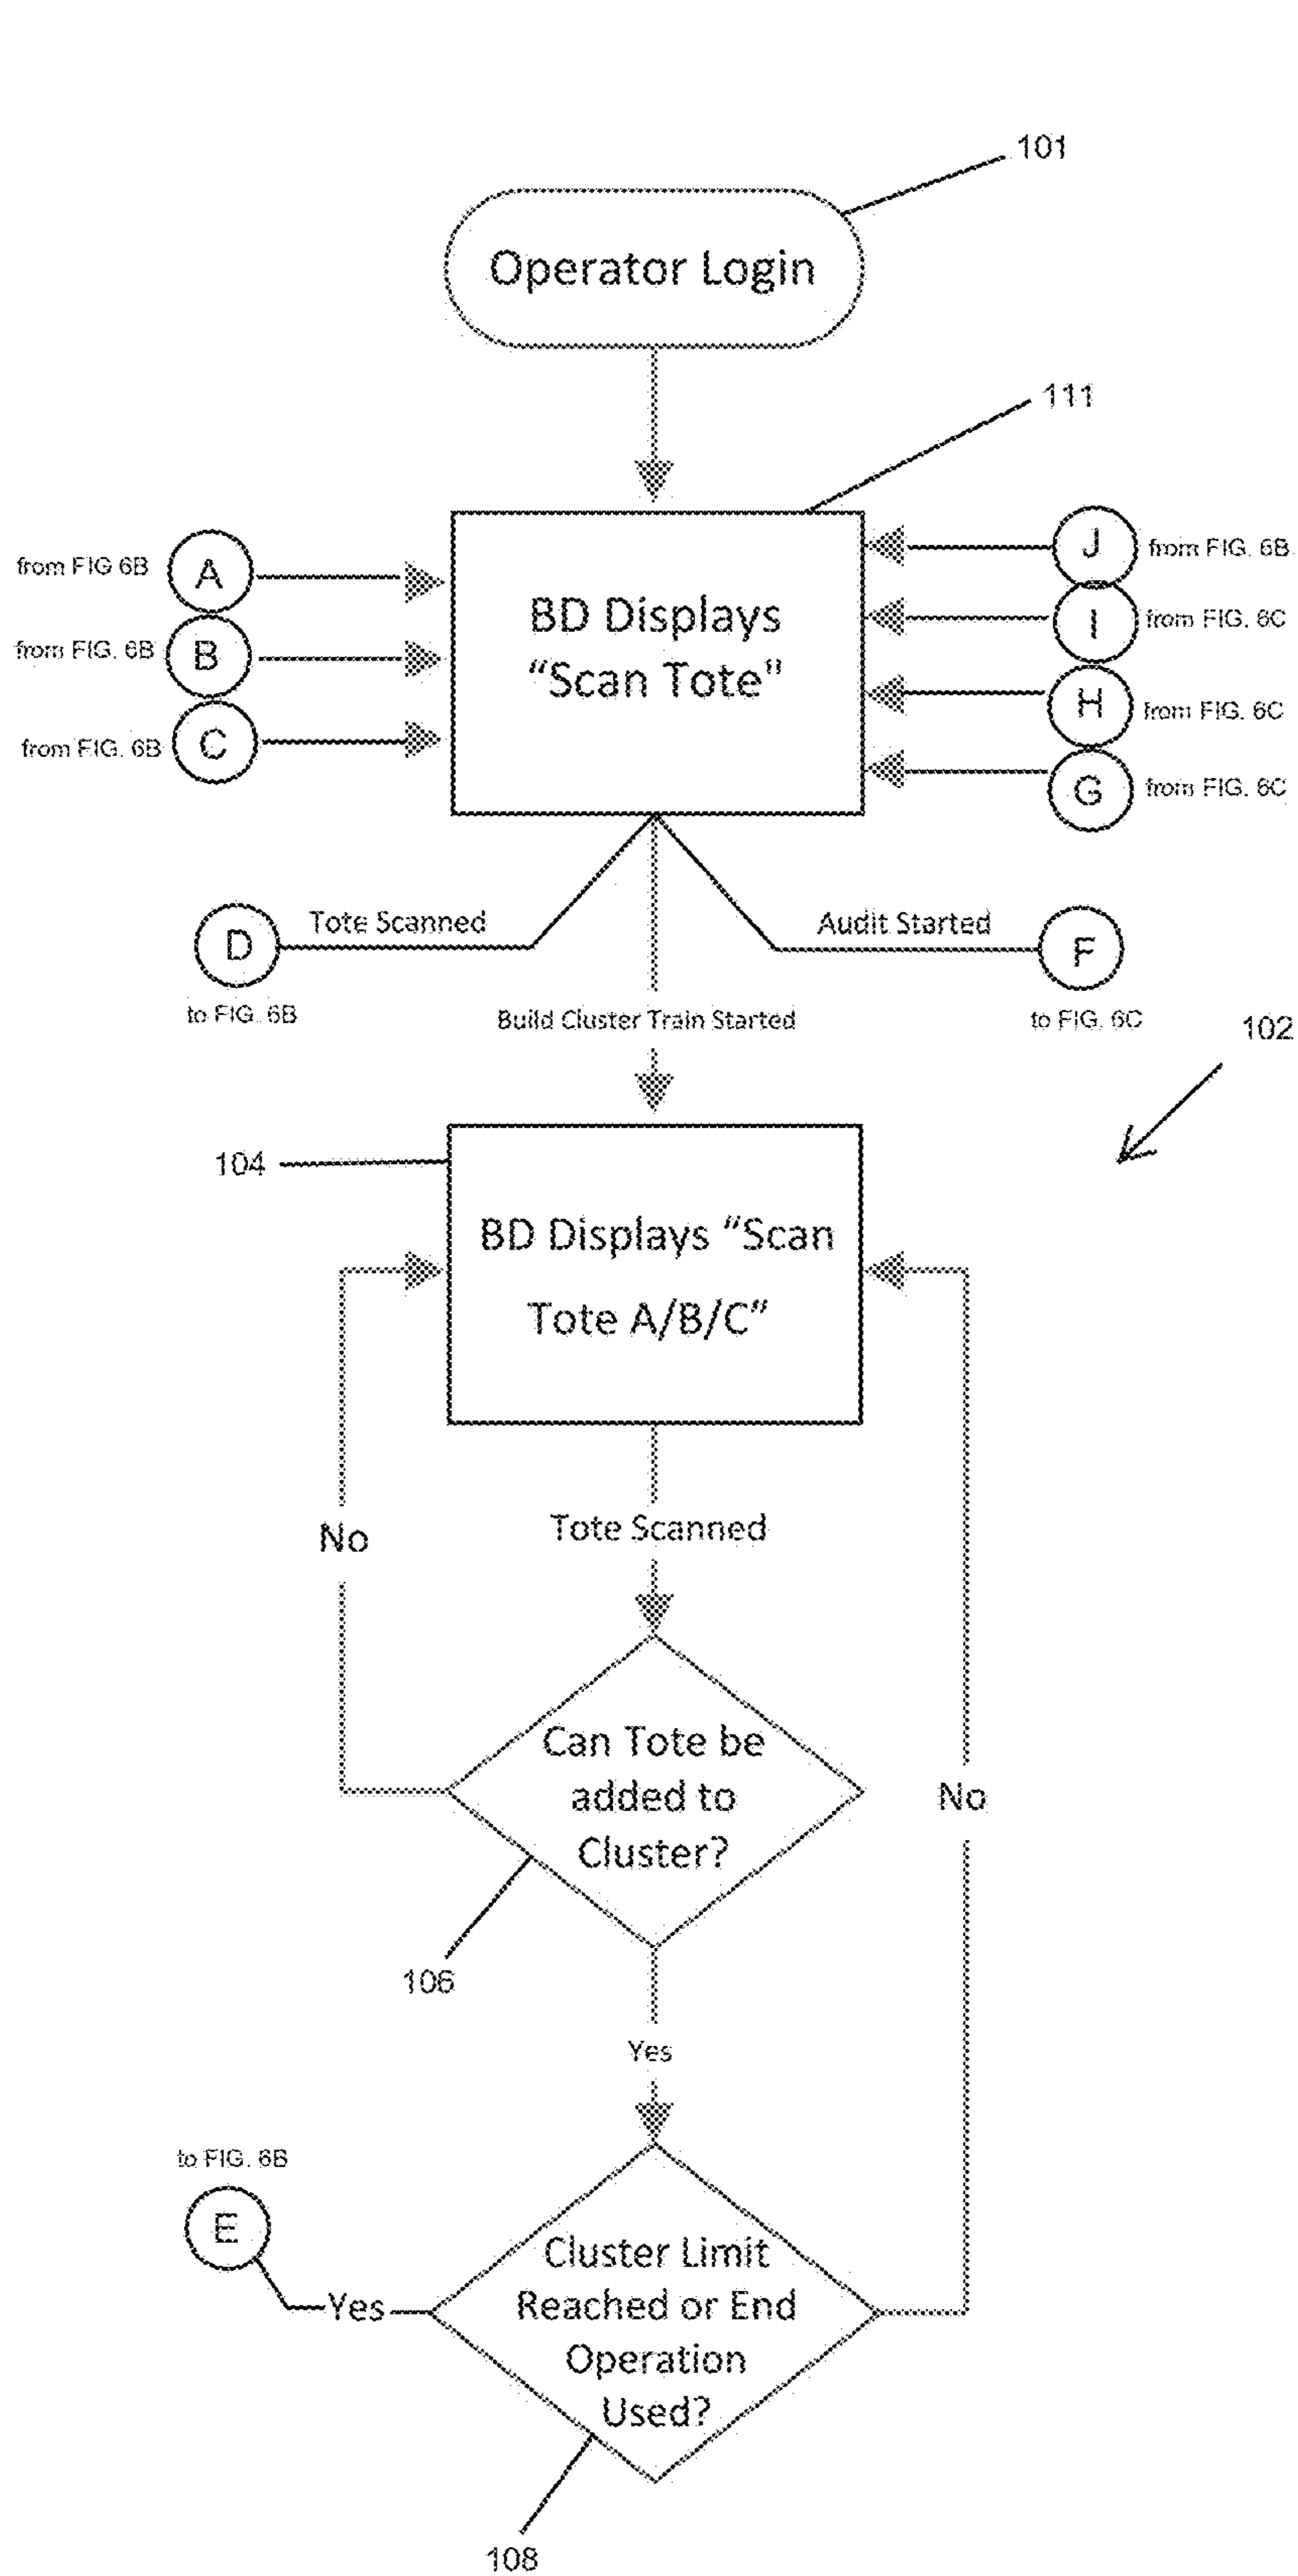 101
Operator Login
111
from FIG 6B
A
from FIG. 6B
B
from FIG. 6B
C
BD Displays
“Scan Tote"
J
from FIG. 6B
I
from FIG. 6C
H
from FIG. 6C
G
from FIG. 6C
D
Tote Scanned
to FIG. 6B
Build Cluster Train Started
Audit Started
F
to FIG. 6C
102
104
BD Displays “Scan
Tote A/B/C”
No
Tote Scanned
Can Tote be
added to
Cluster?
No
106
Yes
to FIG. 6B
E
Yes
Cluster Limit
Reached or End
Operation
Used?
108